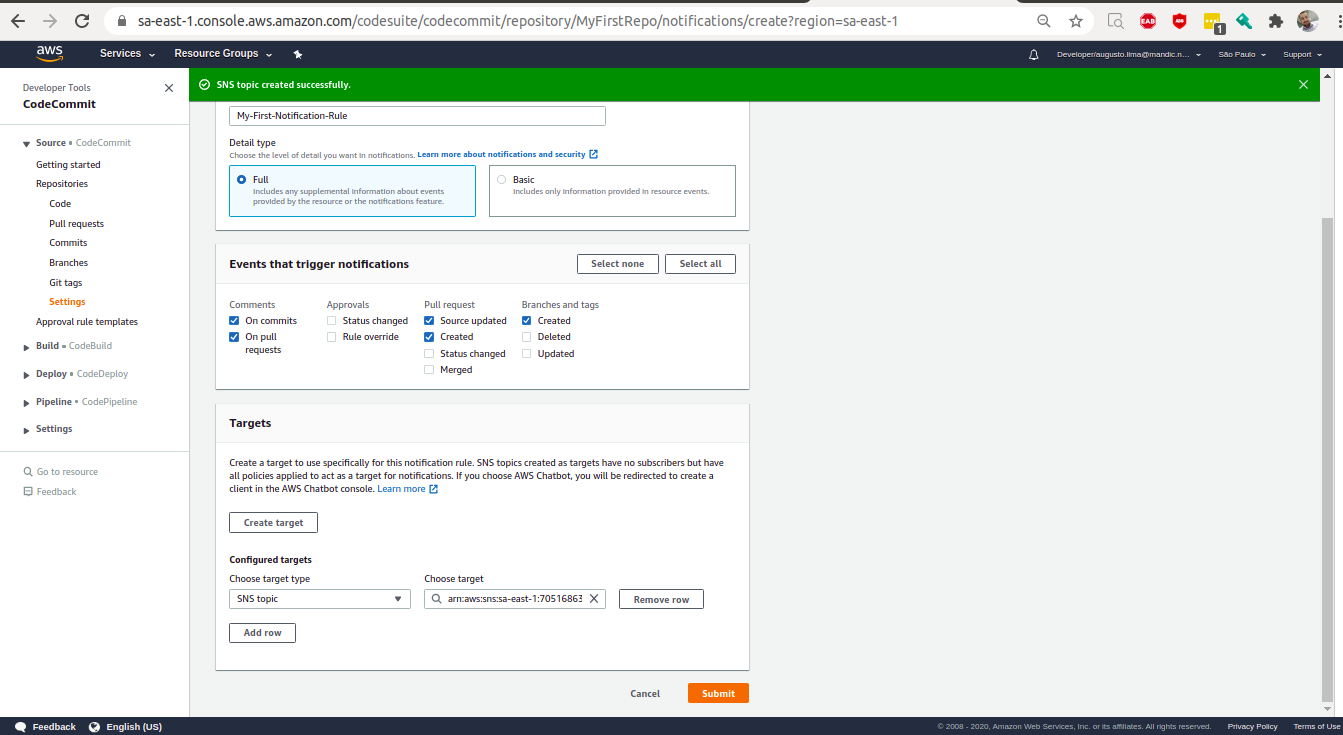 sa-east-1.console.aws.amazon.com/codesuite/codecommit/repository/MyFirstRepo/notifications/create?region=sa-east-1
EAB
ABP
1
aws
Services
Resource Groups
Developer/augusto.lima@mandic.n...
São Paulo
Support
Developer Tools
CodeCommit
Source • CodeCommit
Getting started
Repositories
Code
Pull requests
Commits
Branches
Git tags
Settings
Approval rule templates
Build • CodeBuild
Deploy • CodeDeploy
Pipeline • CodePipeline
Settings
Go to resource
Feedback
SNS topic created successfully.
My-First-Notification-Rule
Detail type
Choose the level of detail you want in notifications. Learn more about notifications and security
Full
Includes any supplemental information about events
provided by the resource or the notifications feature.
Basic
Includes only information provided in resource events.
Events that trigger notifications
Select none
Select all
Comments
On commits
On pull
requests
Approvals
Status changed
Rule override
Pull request
Source updated
Created
Status changed
Merged
Branches and tags
Created
Deleted
Updated
Targets
Create a target to use specifically for this notification rule. SNS topics created as targets have no subscribers but have
all policies applied to act as a target for notifications. If you choose AWS Chatbot, you will be redirected to create a
client in the AWS Chatbot console. Learn more
Create target
Configured targets
Choose target type
SNS topic
Choose target
arn:aws:sns:sa-east-1:70516863
Remove row
Add row
Cancel
Submit
Feedback
English (US)
© 2008 - 2020, Amazon Web Services, Inc. or its affiliates. All rights reserved.
Privacy Policy
Terms of Use